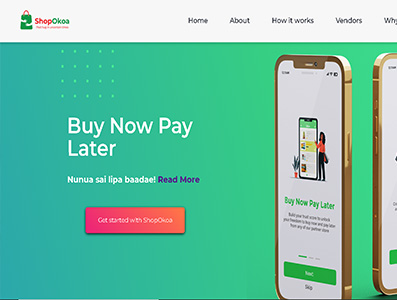 ShopOkoa
Home About How it works Vendors Why
Buy Now Pay
Later
Nunua sai lipa baadae! Read More
Get started with ShopOkoa
Buy Now Pay Later
Build your trust score to unlock
your freedom to buy now and pay later
from any of our partner store
Next
Skip